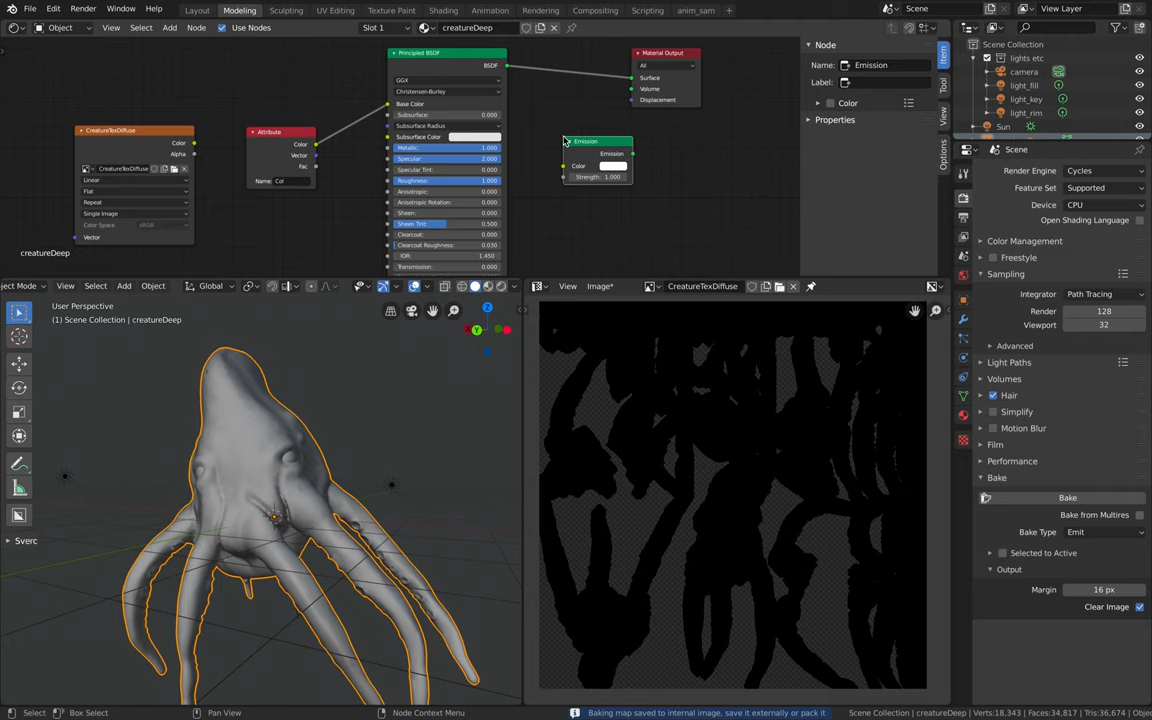 File Edit Render Window Help Layout Modeling Sculpting UV Editing Texture Paint Shading Animation Rendering Compositing Scripting anim_sam + Scene View Layer
Object View Select Add Node Use Nodes Slot 1 creatureDeep
Principled BSDF
BSDF
GGX
Christensen-Burley
Base Color
Subsurface: 0.000
Subsurface Radius
Subsurface Color
Metallic: 1.000
Specular: 2.000
Specular Tint: 0.000
Roughness: 1.000
Anisotropic: 0.000
Anisotropic Rotation: 0.000
Sheen: 0.000
Sheen Tint: 0.500
Clearcoat: 0.000
Clearcoat Roughness: 0.030
IOR: 1.450
Transmission: 0.000
Material Output
All
Surface
Volume
Displacement
CreatureTexDiffuse
Color
Alpha
CreatureTexDiffuse
Linear
Flat
Repeat
Single Image
Color Space sRGB
Vector
Attribute
Color
Vector
Fac
Name: Col
Emission
Emission
Color
Strength: 1.000
creatureDeep
Node
Name: Emission
Label:
Color
Properties
Item
Tool
View
Options
Scene Collection
lights etc
camera
light_fill
light_key
light_rim
Sun
Scene
Render Engine Cycles
Feature Set Supported
Device CPU
Open Shading Language
Color Management
Freestyle
Sampling
Integrator Path Tracing
Render 128
Viewport 32
Advanced
Light Paths
Volumes
Hair
Simplify
Motion Blur
Film
Performance
Bake
Bake
Bake from Multires
Bake Type Emit
Selected to Active
Output
Margin 16 px
Clear Image
ject Mode View Select Add Object Global
User Perspective
(1) Scene Collection | creatureDeep
Z
Y
Sverc
View Image* CreatureTexDiffuse
Select Box Select Pan View Node Context Menu Baking map saved to internal image, save it externally or pack it Scene Collection | creatureDeep | Verts:18,343 | Faces:34,817 | Tris:36,674 | Objects: